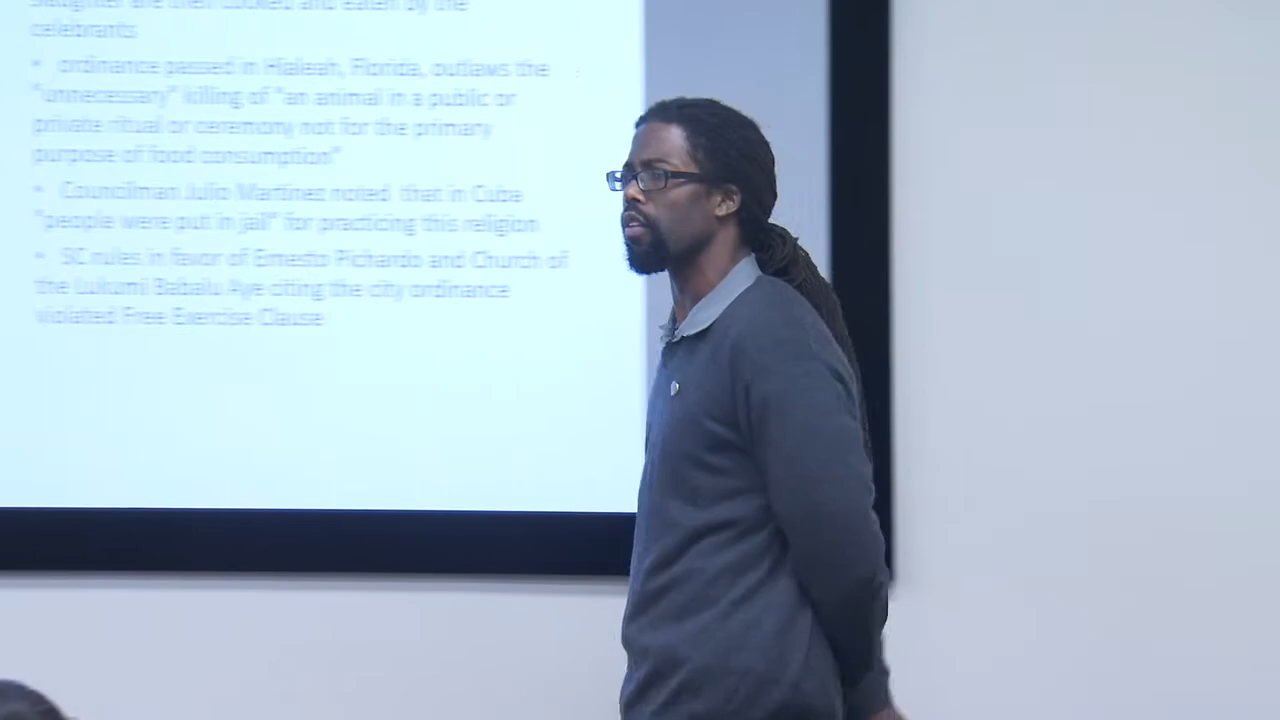 slaughter are then cooked and eaten by the
celebrants
• ordinance passed in Hialeah, Florida, outlaws the
"unnecessary" killing of "an animal in a public or
private ritual or ceremony not for the primary
purpose of food consumption"
• Councilman Julio Martinez noted that in Cuba
"people were put in jail" for practicing this religion
• SC rules in favor of Ernesto Pichardo and Church of
the Lukumi Babalu Aye citing the city ordinance
violated Free Exercise Clause